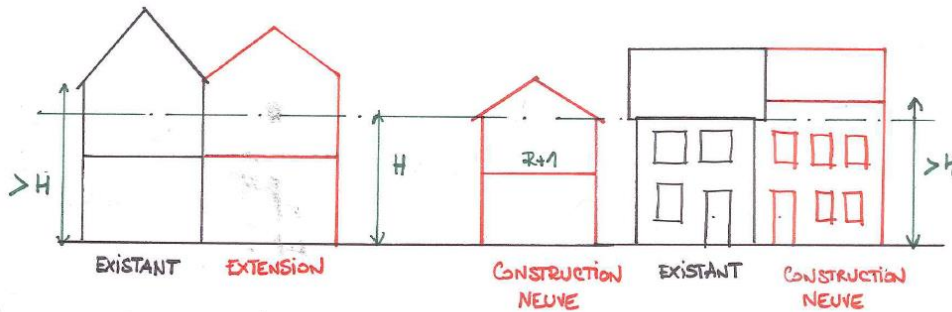 > H
H
R+1
> H
EXISTANT
EXTENSION
CONSTRUCTION
NEUVE
EXISTANT
CONSTRUCTION
NEUVE